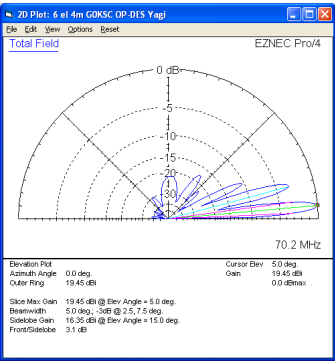 2D Plot: 6 el 4m G0KSC OP-DES Yagi
File Edit View Options Reset
Total Field EZNEC Pro/4
0 dB
-5
-10
-15
-20
-30
70.2 MHz
Elevation Plot Cursor Elev 5.0 deg.
Azimuth Angle 0.0 deg. Gain 19.45 dBi
Outer Ring 19.45 dBi 0.0 dBmax
Slice Max Gain 19.45 dBi @ Elev Angle = 5.0 deg.
Beamwidth 5.0 deg.; -3dB @ 2.5, 7.5 deg.
Sidelobe Gain 16.35 dBi @ Elev Angle = 15.0 deg.
Front/Sidelobe 3.1 dB